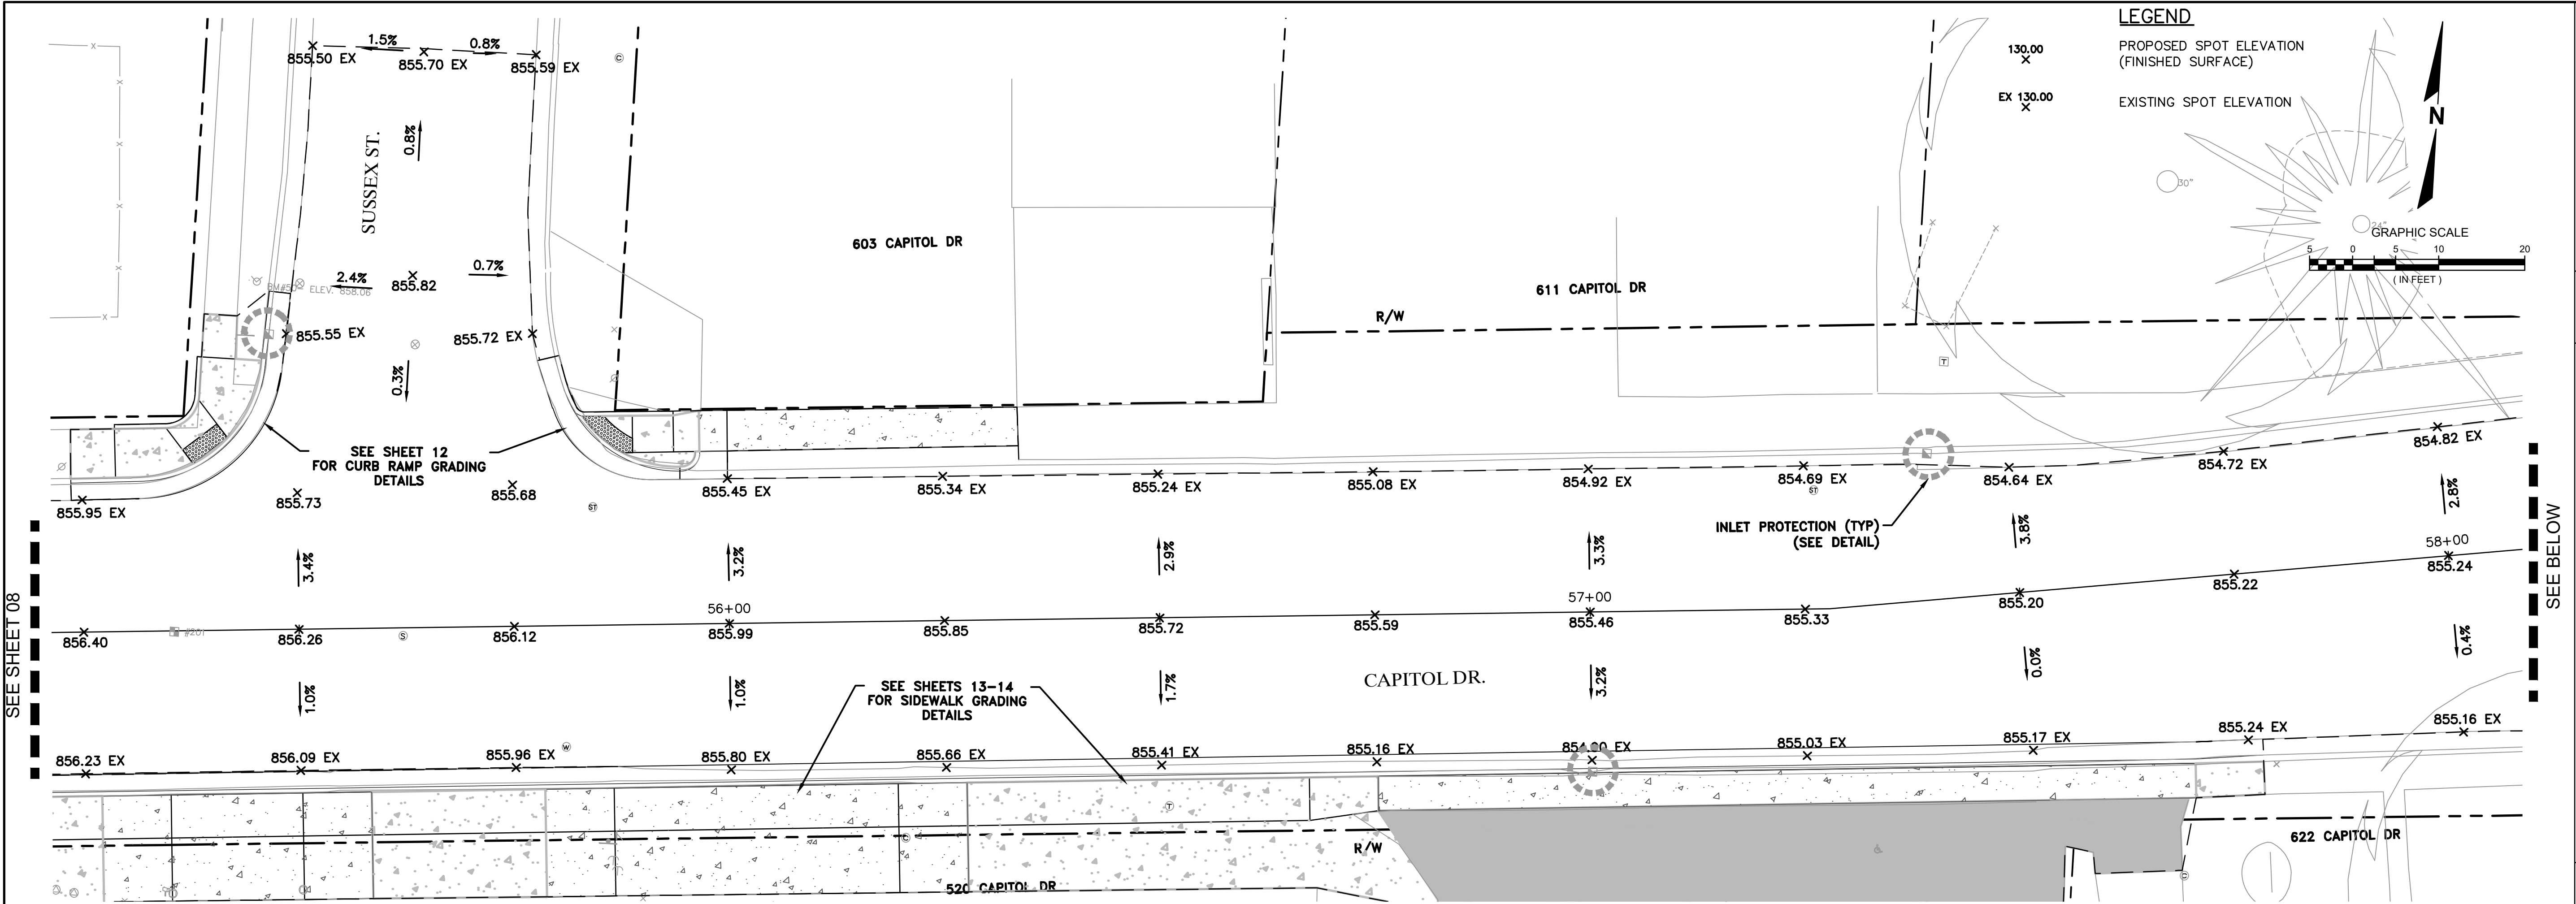 LEGEND
130.00
PROPOSED SPOT ELEVATION
(FINISHED SURFACE)
EX 130.00
EXISTING SPOT ELEVATION
N
30"
24"
GRAPHIC SCALE
5 0 5 10 20
( IN FEET )
1.5%
0.8%
855.50 EX
855.70 EX
855.59 EX
©
SUSSEX ST.
0.8%
2.4%
855.82
0.7%
BM#50 ELEV. 858.06
855.55 EX
855.72 EX
0.3%
603 CAPITOL DR
611 CAPITOL DR
R/W
T
SEE SHEET 12
FOR CURB RAMP GRADING
DETAILS
855.95 EX
855.73
855.68
ST
855.45 EX
855.34 EX
855.24 EX
855.08 EX
854.92 EX
854.69 EX
ST
854.64 EX
854.72 EX
854.82 EX
INLET PROTECTION (TYP)
(SEE DETAIL)
3.4%
3.2%
2.9%
3.3%
3.8%
2.8%
SEE SHEET 08
SEE BELOW
56+00
57+00
58+00
856.40
#201
856.26
S
856.12
855.99
855.85
855.72
855.59
855.46
855.33
855.20
855.22
855.24
CAPITOL DR.
1.0%
1.0%
1.7%
3.2%
0.0%
0.4%
SEE SHEETS 13-14
FOR SIDEWALK GRADING
DETAILS
856.23 EX
856.09 EX
855.96 EX
W
855.80 EX
855.66 EX
855.41 EX
855.16 EX
855.03 EX
855.17 EX
855.24 EX
855.16 EX
T
R/W
520 CAPITOL DR
622 CAPITOL DR